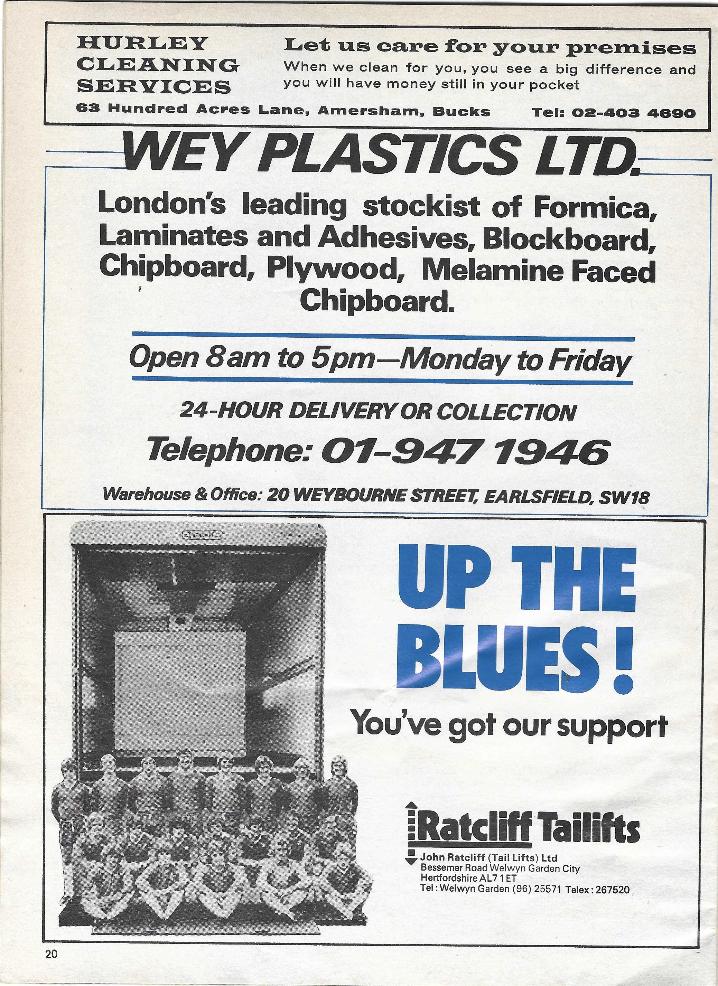 HURLEY
CLEANING
SERVICES
Let us care for your premises
When we clean for you, you see a big difference and
you will have money still in your pocket
63 Hundred Acres Lane, Amersham, Bucks Tel: 02-403 4690
WEY PLASTICS LTD.
London's leading stockist of Formica,
Laminates and Adhesives, Blockboard,
Chipboard, Plywood, Melamine Faced
Chipboard.
Open 8am to 5pm—Monday to Friday
24-HOUR DELIVERY OR COLLECTION
Telephone: 01-947 1946
Warehouse & Office: 20 WEYBOURNE STREET, EARLSFIELD, SW18
UP THE
BLUES!
You've got our support
Ratcliff Tailifts
John Ratcliff (Tail Lifts) Ltd
Bessemer Road Welwyn Garden City
Hertfordshire AL7 1ET
Tel: Welwyn Garden (96) 25571 Telex: 267520
20